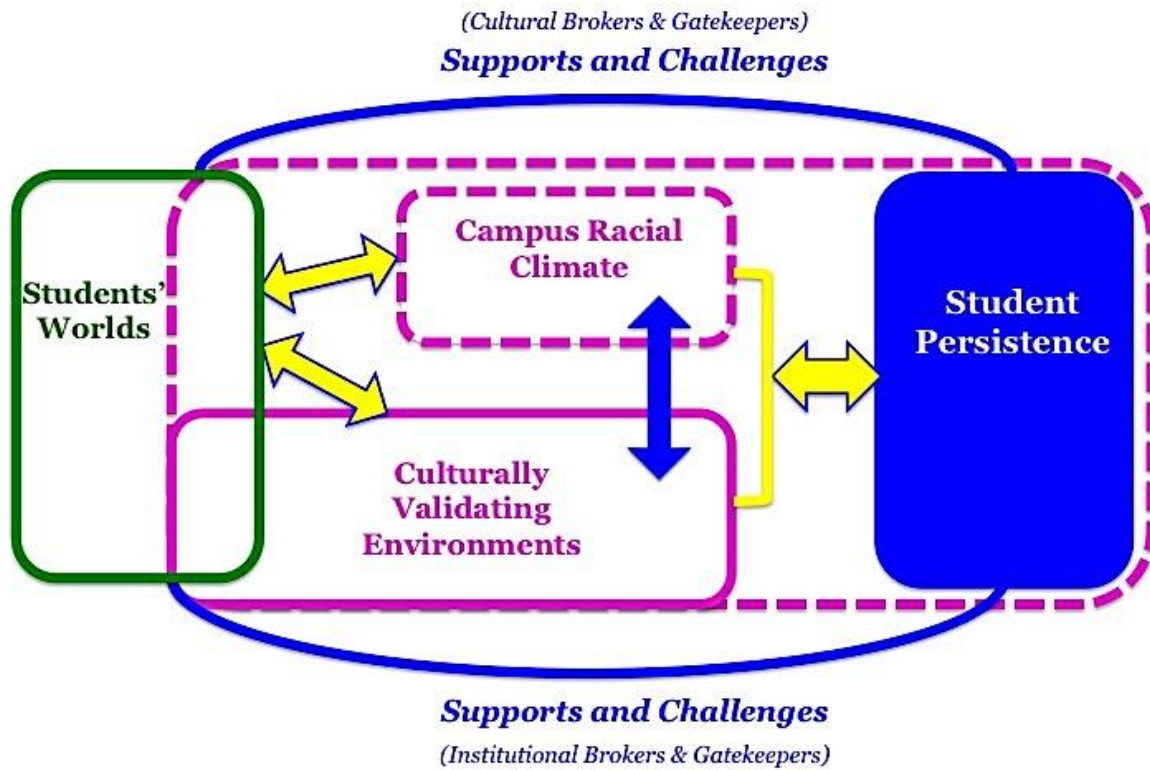 (Cultural Brokers & Gatekeepers)
Supports and Challenges
Campus Racial
Climate
Students’
Worlds
Student
Persistence
Culturally
Validating
Environments
Supports and Challenges
(Institutional Brokers & Gatekeepers)